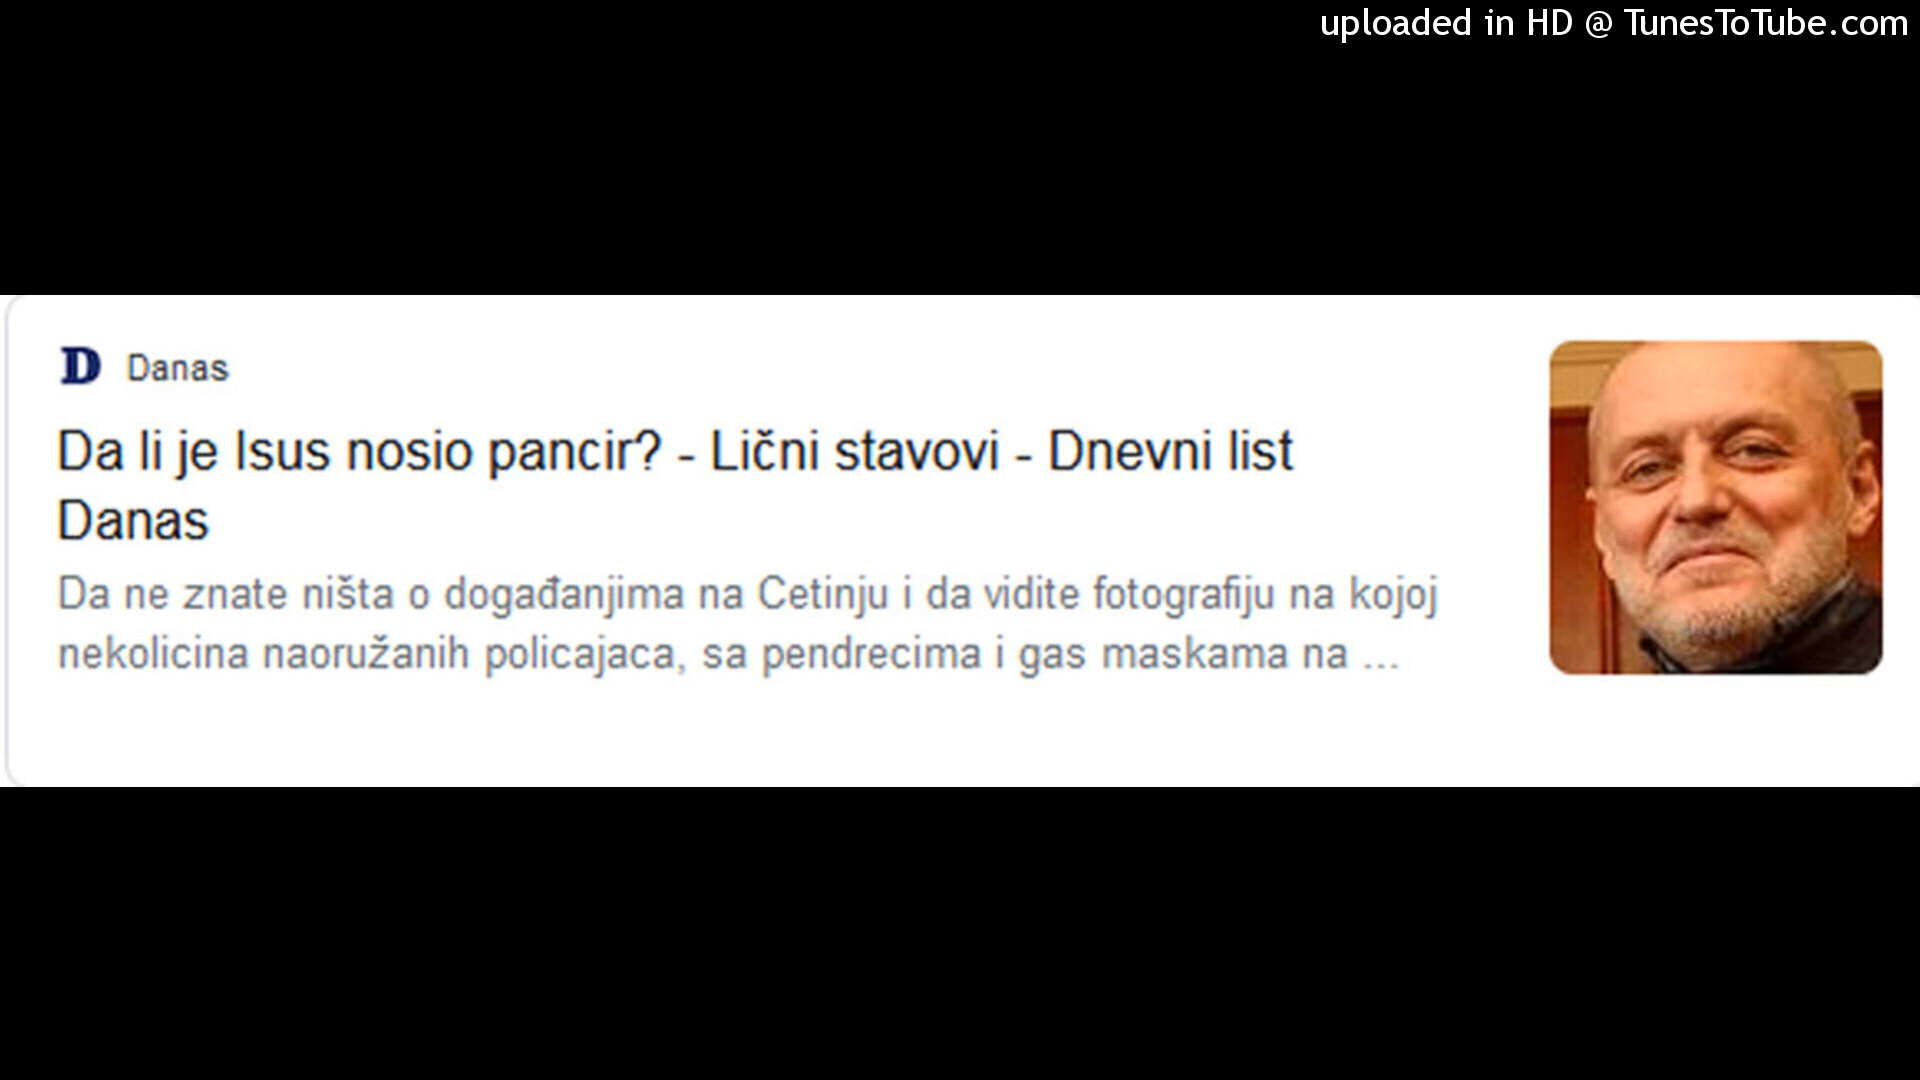 uploaded in HD @ TunesToTube.com
D Danas
Da li je Isus nosio pancir? - Lični stavovi - Dnevni list
Danas
Da ne znate ništa o događanjima na Cetinju i da vidite fotografiju na kojoj
nekolicina naoružanih policajaca, sa pendrecima i gas maskama na ...